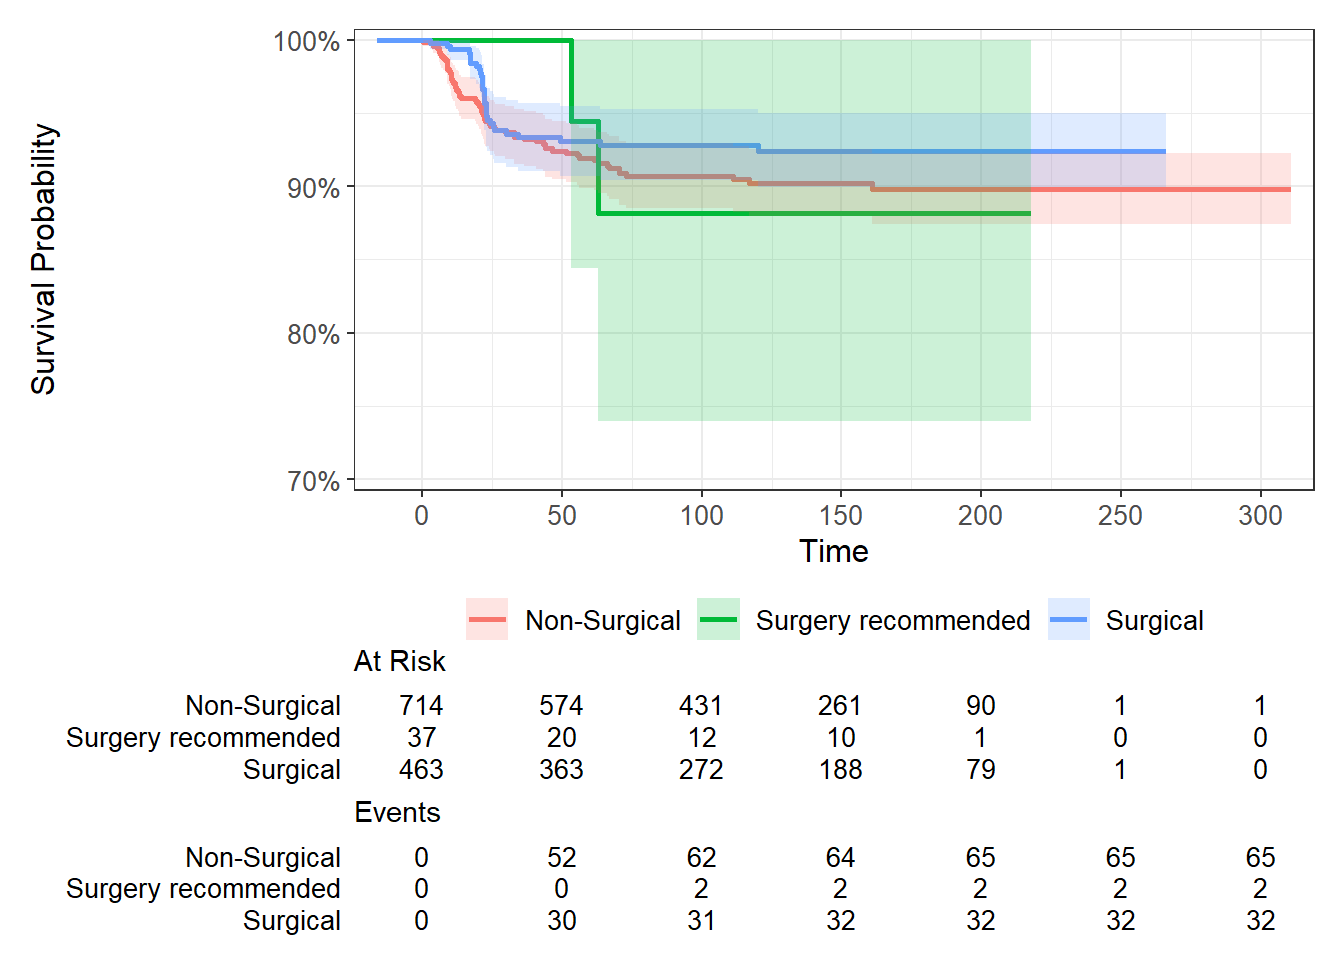 100%
90%
80%
70%
Survival Probability
0 50 100 150 200 250 300
Time
Non-Surgical Surgery recommended Surgical
At Risk
Non-Surgical 714 574 431 261 90 1 1
Surgery recommended 37 20 12 10 1 0 0
Surgical 463 363 272 188 79 1 0
Events
Non-Surgical 0 52 62 64 65 65 65
Surgery recommended 0 0 2 2 2 2 2
Surgical 0 30 31 32 32 32 32